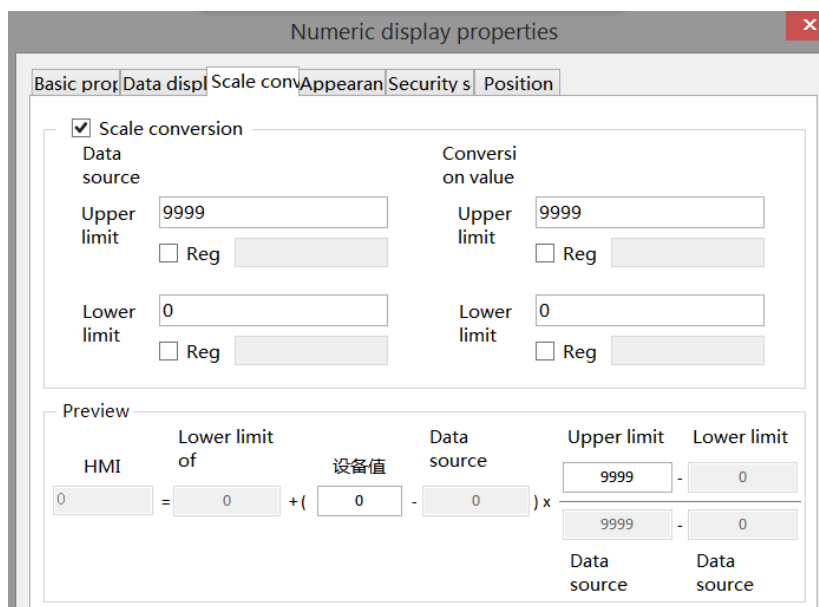 Numeric display properties
Basic prop Data displ Scale conv Appearan Security s Position
Scale conversion
Data
source
Conversi
on value
Upper
limit
9999
Upper
limit
9999
Reg
Reg
Lower
limit
0
Lower
limit
0
Reg
Reg
Preview
Lower limit
of
Data
source
Upper limit
Lower limit
HMI
设备值
9999 - 0
0 = 0 +( 0 - 0 ) x
9999 - 0
Data
source
Data
source